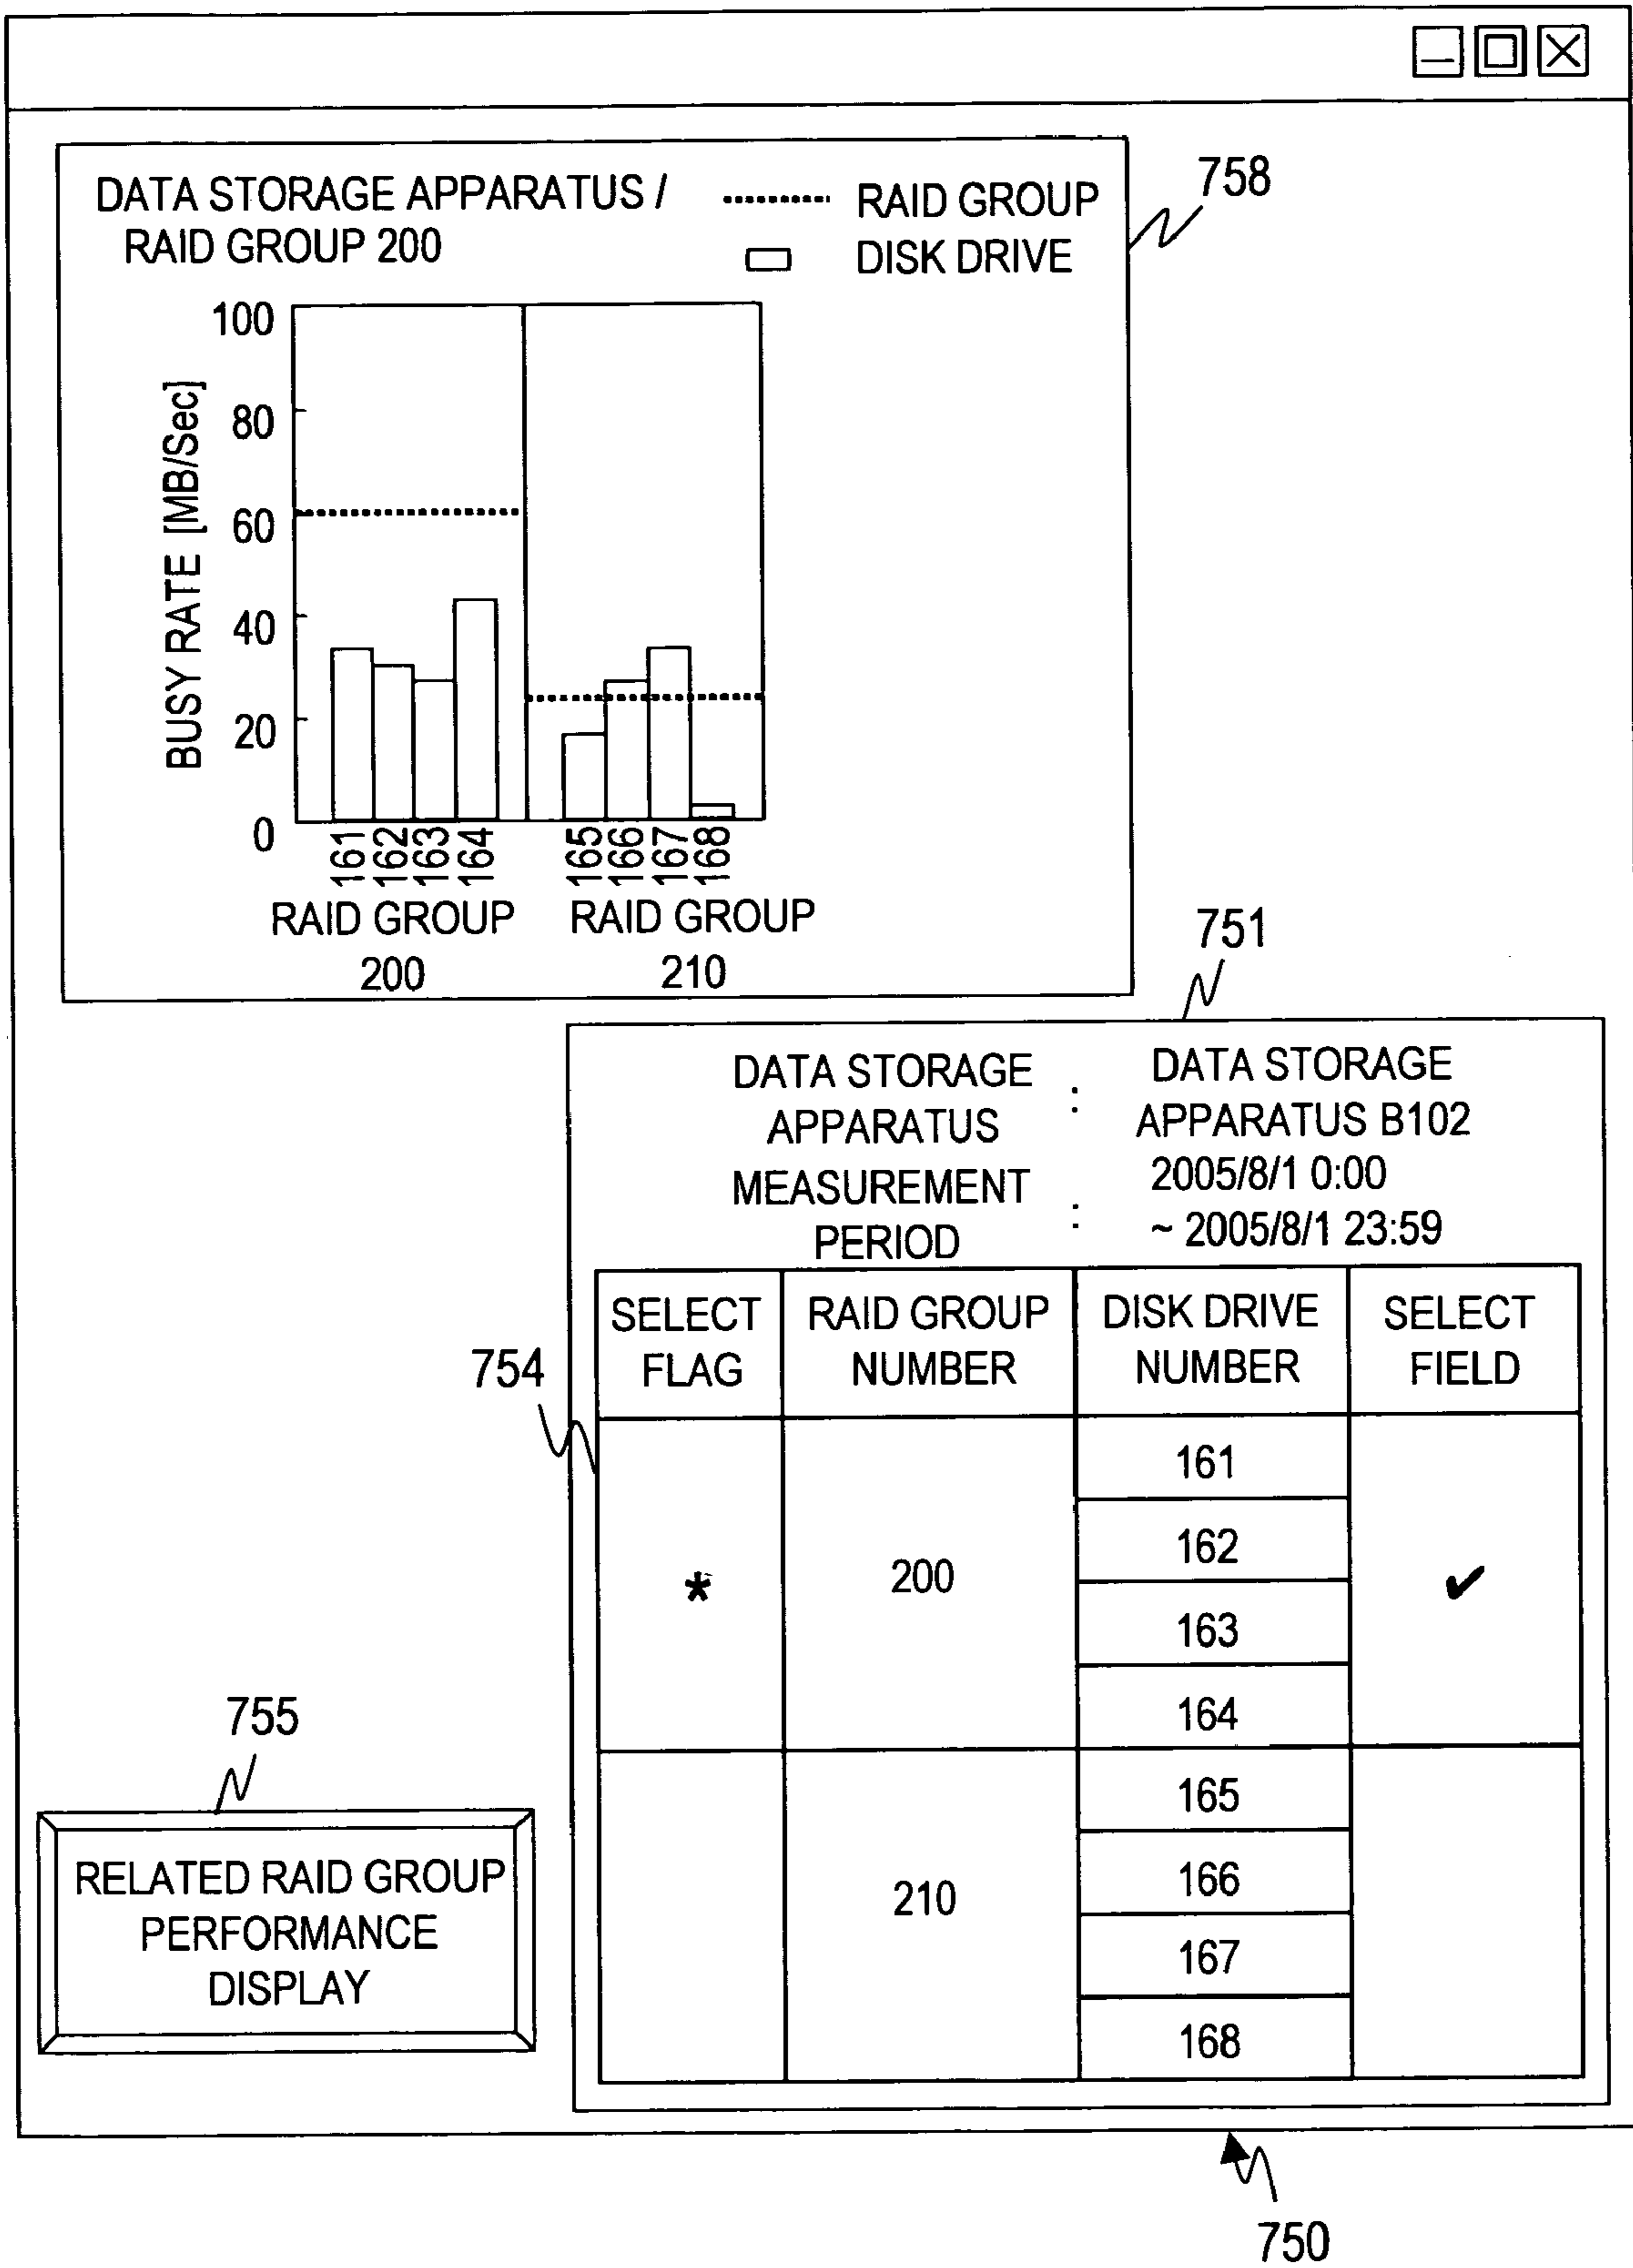 DATA STORAGE APPARATUS /
RAID GROUP 200
RAID GROUP
DISK DRIVE
758
BUSY RATE [MB/Sec]
100
80
60
40
20
0
161 162 163 164 165 166 167 168
RAID GROUP RAID GROUP
200 210
751
DATA STORAGE : DATA STORAGE
APPARATUS APPARATUS B102
MEASUREMENT : 2005/8/1 0:00
PERIOD ~ 2005/8/1 23:59
754
SELECT RAID GROUP DISK DRIVE SELECT
FLAG NUMBER NUMBER FIELD
161
162
* 200 ✔
163
164
165
166
210
167
168
755
RELATED RAID GROUP
PERFORMANCE
DISPLAY
750